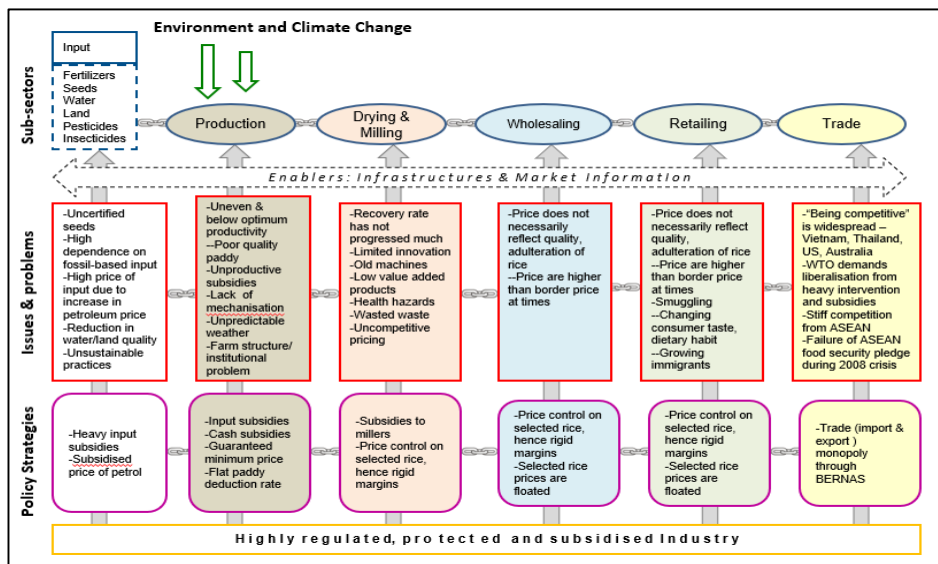 Environment and Climate Change
Sub-sectors
Input
Fertilizers
Seeds
Water
Land
Pesticides
Insecticides
Production
Drying &
Milling
Wholesaling
Retailing
Trade
Enablers: Infrastructures & Market Information
Issues & problems
-Uncertified
seeds
-High
dependence on
fossil-based input
-High price of
input due to
increase in
petroleum price
-Reduction in
water/land quality
-Unsustainable
practices
-Uneven &
below optimum
productivity
--Poor quality
paddy
-Unproductive
subsidies
-Lack of
mechanisation
-Unpredictable
weather
-Farm structure/
institutional
problem
-Recovery rate
has not
progressed much
-Limited innovation
-Old machines
-Low value added
products
-Health hazards
-Wasted waste
-Uncompetitive
pricing
-Price does not
necessarily
reflect quality,
adulteration of
rice
--Price are higher
than border price
at times
-Price does not
necessarily reflect
quality,
adulteration of rice
--Price are higher
than border price
at times
-Smuggling
--Changing
consumer taste,
dietary habit
--Growing
immigrants
-“Being competitive”
is widespread –
Vietnam, Thailand,
US, Australia
-WTO demands
liberalisation from
heavy intervention
and subsidies
-Stiff competition
from ASEAN
-Failure of ASEAN
food security pledge
during 2008 crisis
Policy Strategies
-Heavy input
subsidies
-Subsidised
price of petrol
-Input subsidies
-Cash subsidies
-Guaranteed
minimum price
-Flat paddy
deduction rate
-Subsidies to
millers
-Price control on
selected rice,
hence rigid
margins
-Price control on
selected rice,
hence rigid
margins
-Selected rice
prices are
floated
-Price control on
selected rice,
hence rigid
margins
-Selected rice
prices are
floated
-Trade (import &
export )
monopoly
through
BERNAS
Highly regulated, protected and subsidised Industry